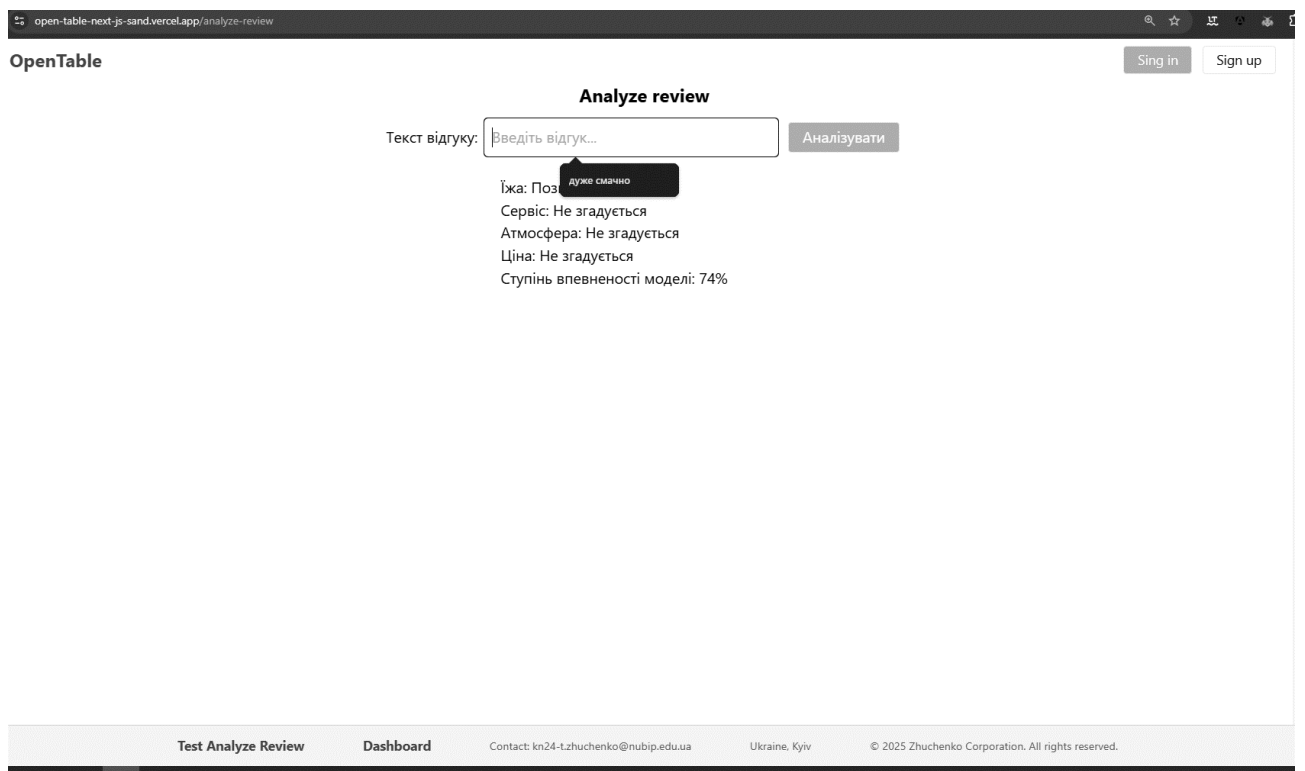 open-table-next-js-sand.vercel.app/analyze-review
OpenTable
Sing in
Sign up
Analyze review
Текст відгуку:
Введіть відгук...
Аналізувати
дуже смачно
Їжа:
Сервіс: Не згадується
Атмосфера: Не згадується
Ціна: Не згадується
Ступінь впевненості моделі: 74%
Test Analyze Review
Dashboard
Contact: kn24-t.zhuchenko@nubip.edu.ua
Ukraine, Kyiv
© 2025 Zhuchenko Corporation. All rights reserved.